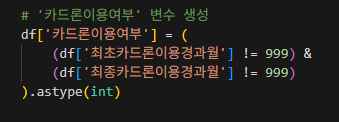 # '카드론이용여부' 변수 생성
df['카드론이용여부'] = (
    (df['최초카드론이용경과월'] != 999) &
    (df['최종카드론이용경과월'] != 999)
).astype(int)